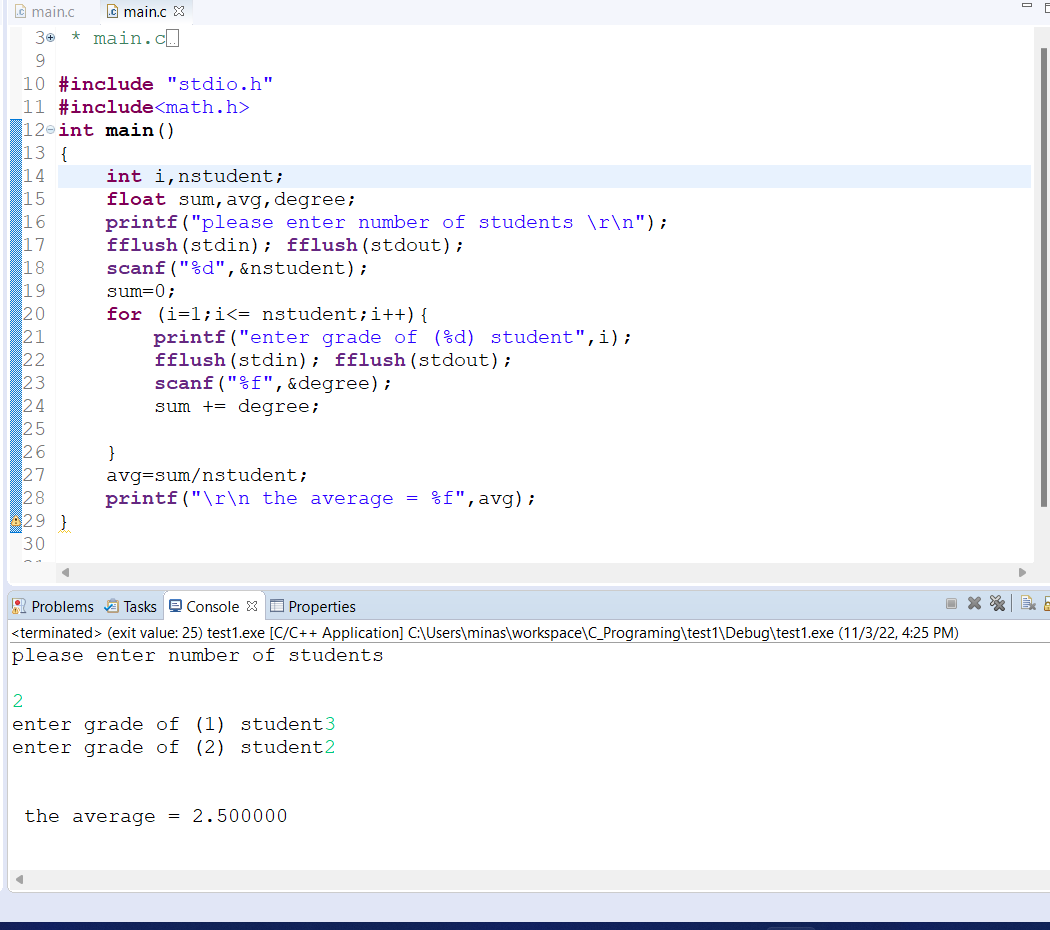 main.c main.c
3 * main.c
9
10 #include "stdio.h"
11 #include<math.h>
12 int main()
13 {
14 int i,nstudent;
15 float sum,avg,degree;
16 printf("please enter number of students \r\n");
17 fflush(stdin); fflush(stdout);
18 scanf("%d",&nstudent);
19 sum=0;
20 for (i=1;i<= nstudent;i++){
21 printf("enter grade of (%d) student",i);
22 fflush(stdin); fflush(stdout);
23 scanf("%f",&degree);
24 sum += degree;
25
26 }
27 avg=sum/nstudent;
28 printf("\r\n the average = %f",avg);
29 }
30
Problems Tasks Console Properties
<terminated> (exit value: 25) test1.exe [C/C++ Application] C:\Users\minas\workspace\C_Programing\test1\Debug\test1.exe (11/3/22, 4:25 PM)
please enter number of students
2
enter grade of (1) student3
enter grade of (2) student2
the average = 2.500000